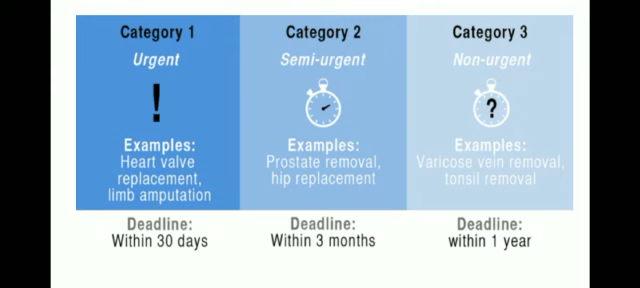 Category 1
Urgent
!
Examples:
Heart valve
replacement,
limb amputation
Deadline:
Within 30 days
Category 2
Semi-urgent
Examples:
Prostate removal,
hip replacement
Deadline:
Within 3 months
Category 3
Non-urgent
?
Examples:
Varicose vein removal,
tonsil removal
Deadline:
within 1 year